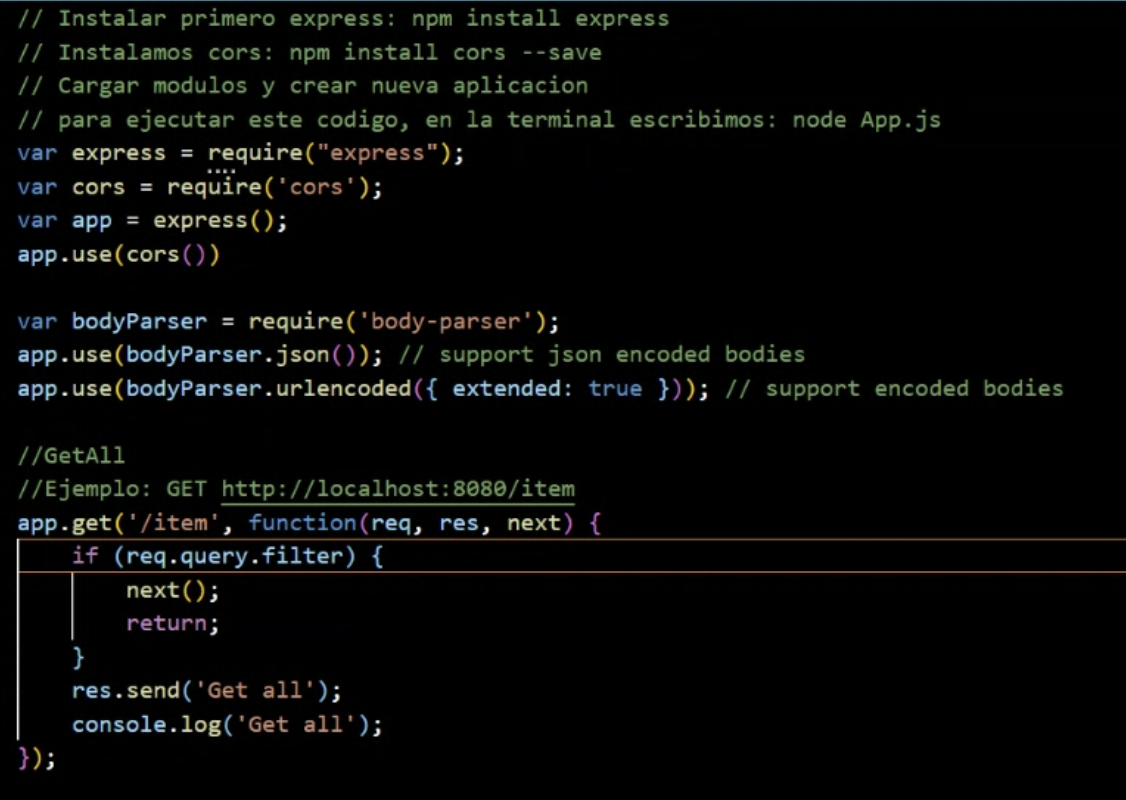 // Instalar primero express: npm install express
// Instalamos cors: npm install cors --save
// Cargar modulos y crear nueva aplicacion
// para ejecutar este codigo, en la terminal escribimos: node App.js
var express = require("express");
var cors = require('cors');
var app = express();
app.use(cors())
var bodyParser = require('body-parser');
app.use(bodyParser.json()); // support json encoded bodies
app.use(bodyParser.urlencoded({ extended: true })); // support encoded bodies
//GetAll
//Ejemplo: GET http://localhost:8080/item
app.get('/item', function(req, res, next) {
    if (req.query.filter) {
        next();
        return;
    }
    res.send('Get all');
    console.log('Get all');
});